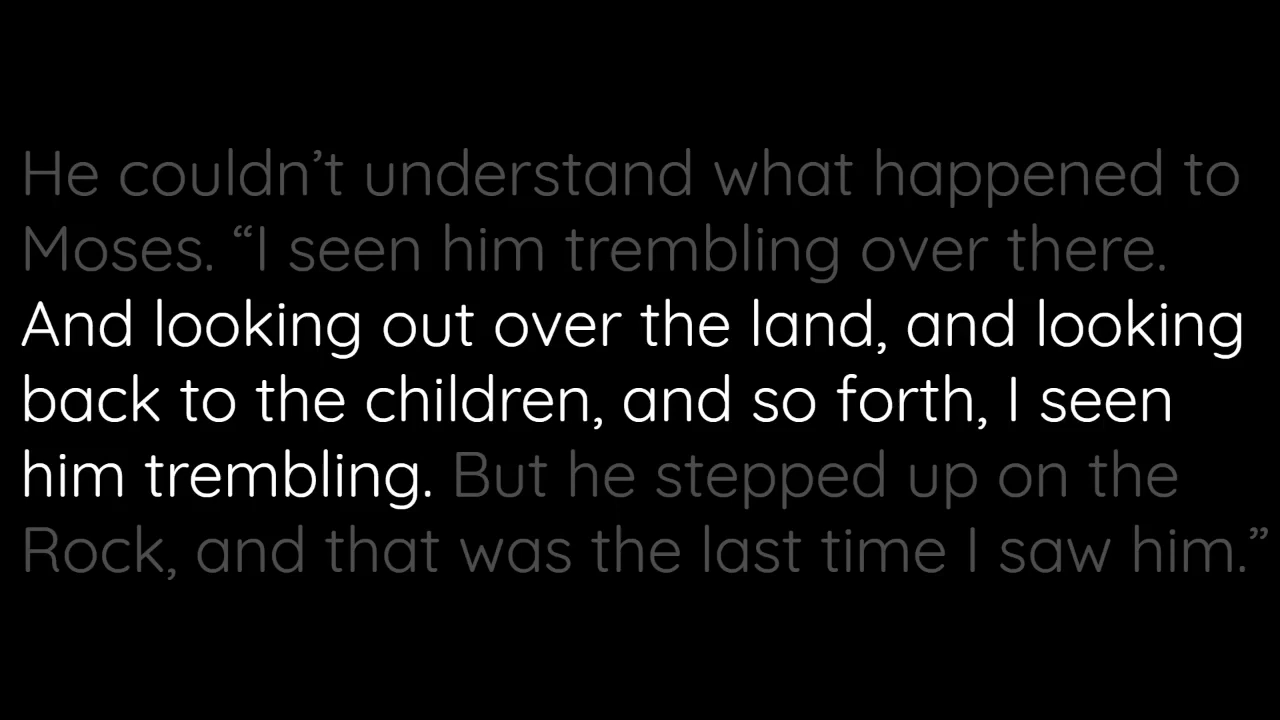 He couldn’t understand what happened to
Moses. “I seen him trembling over there.
And looking out over the land, and looking
back to the children, and so forth, I seen
him trembling. But he stepped up on the
Rock, and that was the last time I saw him.”